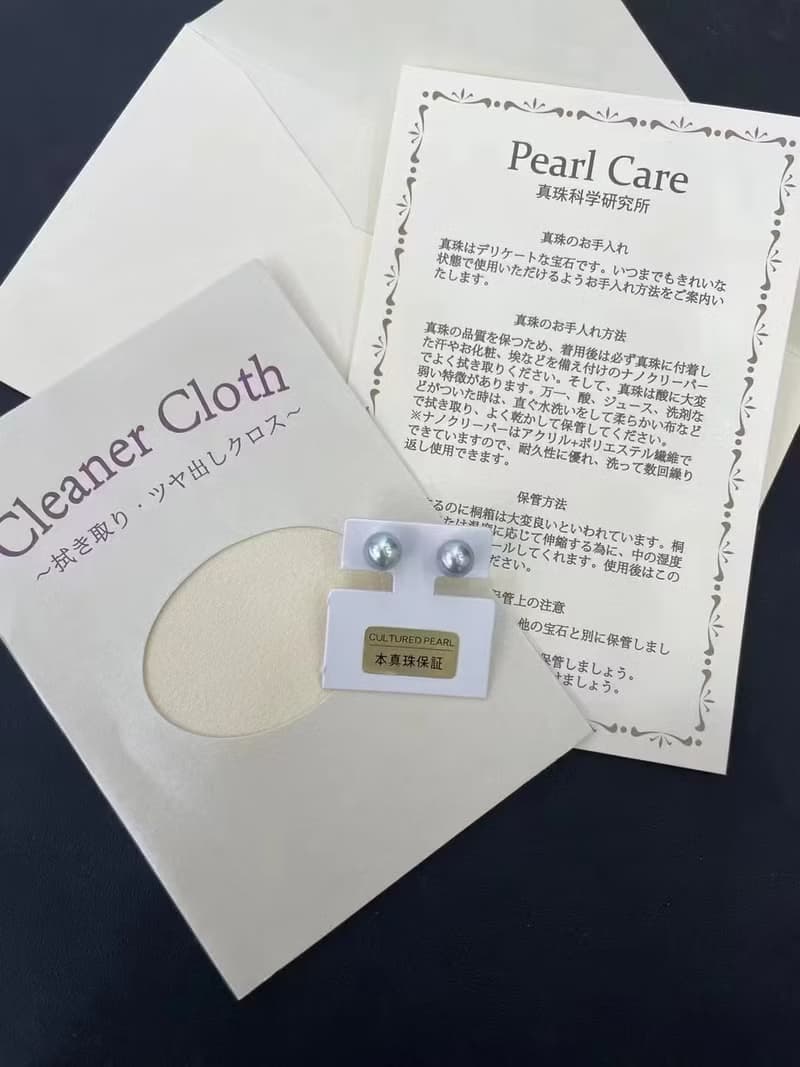 Pearl Care
真珠科学研究所
真珠のお手入れ
真珠はデリケートな宝石です。いつまでもきれいな
状態で使用いただけるようお手入れ方法をご案内い
たします。
真珠のお手入れ方法
真珠の品質を保つため、着用後は必ず真珠に付着し
た汗やお化粧、埃などを備え付けのナノクリーパー
でよく拭き取りください。そして、真珠は酸に大変
弱い特徴があります。万一、酸、ジュース、洗剤な
どがついた時は、直ぐ水洗いをして柔らかい布など
で拭き取り、よく乾かして保管してください。
※ナノクリーパーはアクリル+ポリエステル繊維で
できていますので、耐久性に優れ、洗って数回繰り
返し使用できます。
保管方法
するのに桐箱は大変良いといわれています。桐
に応じて伸縮する為に、中の湿度
ールしてくれます。使用後はこの
ださい。
管上の注意
他の宝石と別に保管しまし
保管しましょう。
ましょう。
Cleaner Cloth
~拭き取り・ツヤ出しクロス~
CULTURED PEARL
本真珠保証